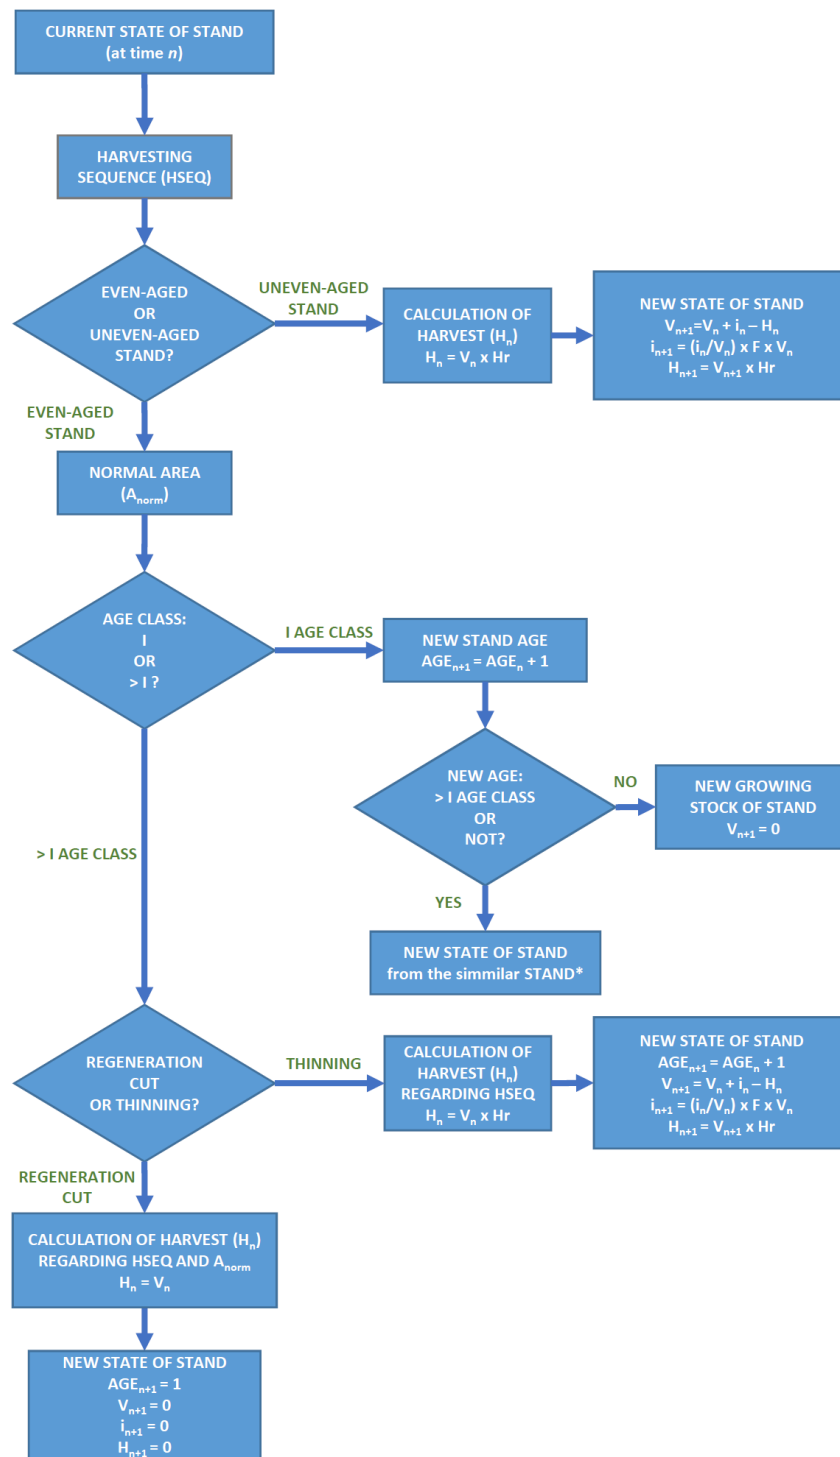 CURRENT STATE OF STAND
(at time n)
HARVESTING
SEQUENCE (HSEQ)
EVEN-AGED
OR
UNEVEN-AGED
STAND?
UNEVEN-AGED
STAND
CALCULATION OF
HARVEST (Hn)
Hn = Vn x Hr
NEW STATE OF STAND
Vn+1=Vn + in – Hn
in+1 = (in/Vn) x F x Vn
Hn+1 = Vn+1 x Hr
EVEN-AGED
STAND
NORMAL AREA
(Anorm)
AGE CLASS:
I
OR
> I ?
I AGE CLASS
NEW STAND AGE
AGEn+1 = AGEn + 1
NEW AGE:
> I AGE CLASS
OR
NOT?
NO
NEW GROWING
STOCK OF STAND
Vn+1 = 0
> I AGE CLASS
YES
NEW STATE OF STAND
from the simmilar STAND*
REGENERATION
CUT
OR THINNING?
THINNING
CALCULATION OF
HARVEST (Hn)
REGARDING HSEQ
Hn = Vn x Hr
NEW STATE OF STAND
AGEn+1 = AGEn + 1
Vn+1 = Vn + in – Hn
in+1 = (in/Vn) x F x Vn
Hn+1 = Vn+1 x Hr
REGENERATION
CUT
CALCULATION OF HARVEST (Hn)
REGARDING HSEQ AND Anorm
Hn = Vn
NEW STATE OF STAND
AGEn+1 = 1
Vn+1 = 0
in+1 = 0
Hn+1 = 0